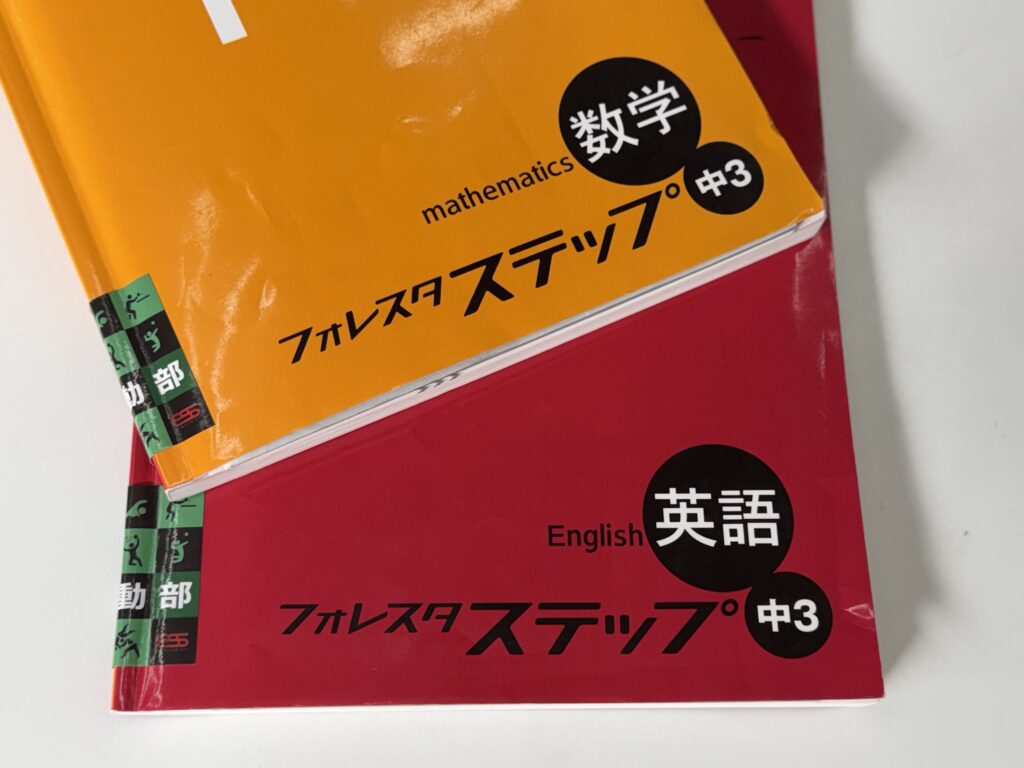 数学
mathematics
中3
フォレスタ ステップ
動部
英語
English
フォレスタ ステップ
中3
動部